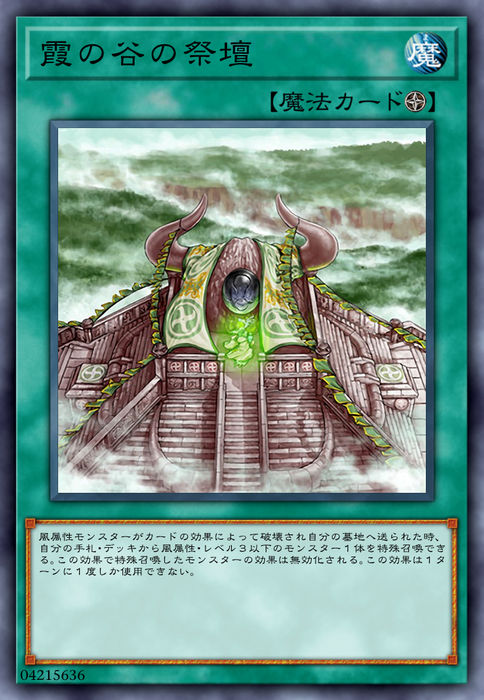 霞の谷の祭壇
魔
【魔法カード】
風属性モンスターがカードの効果によって破壊され自分の墓地へ送られた時、
自分の手札・デッキから風属性・レベル３以下のモンスター１体を特殊召喚でき
る。この効果で特殊召喚したモンスターの効果は無効化される。この効果は１タ
ーンに１度しか使用できない。
04215636